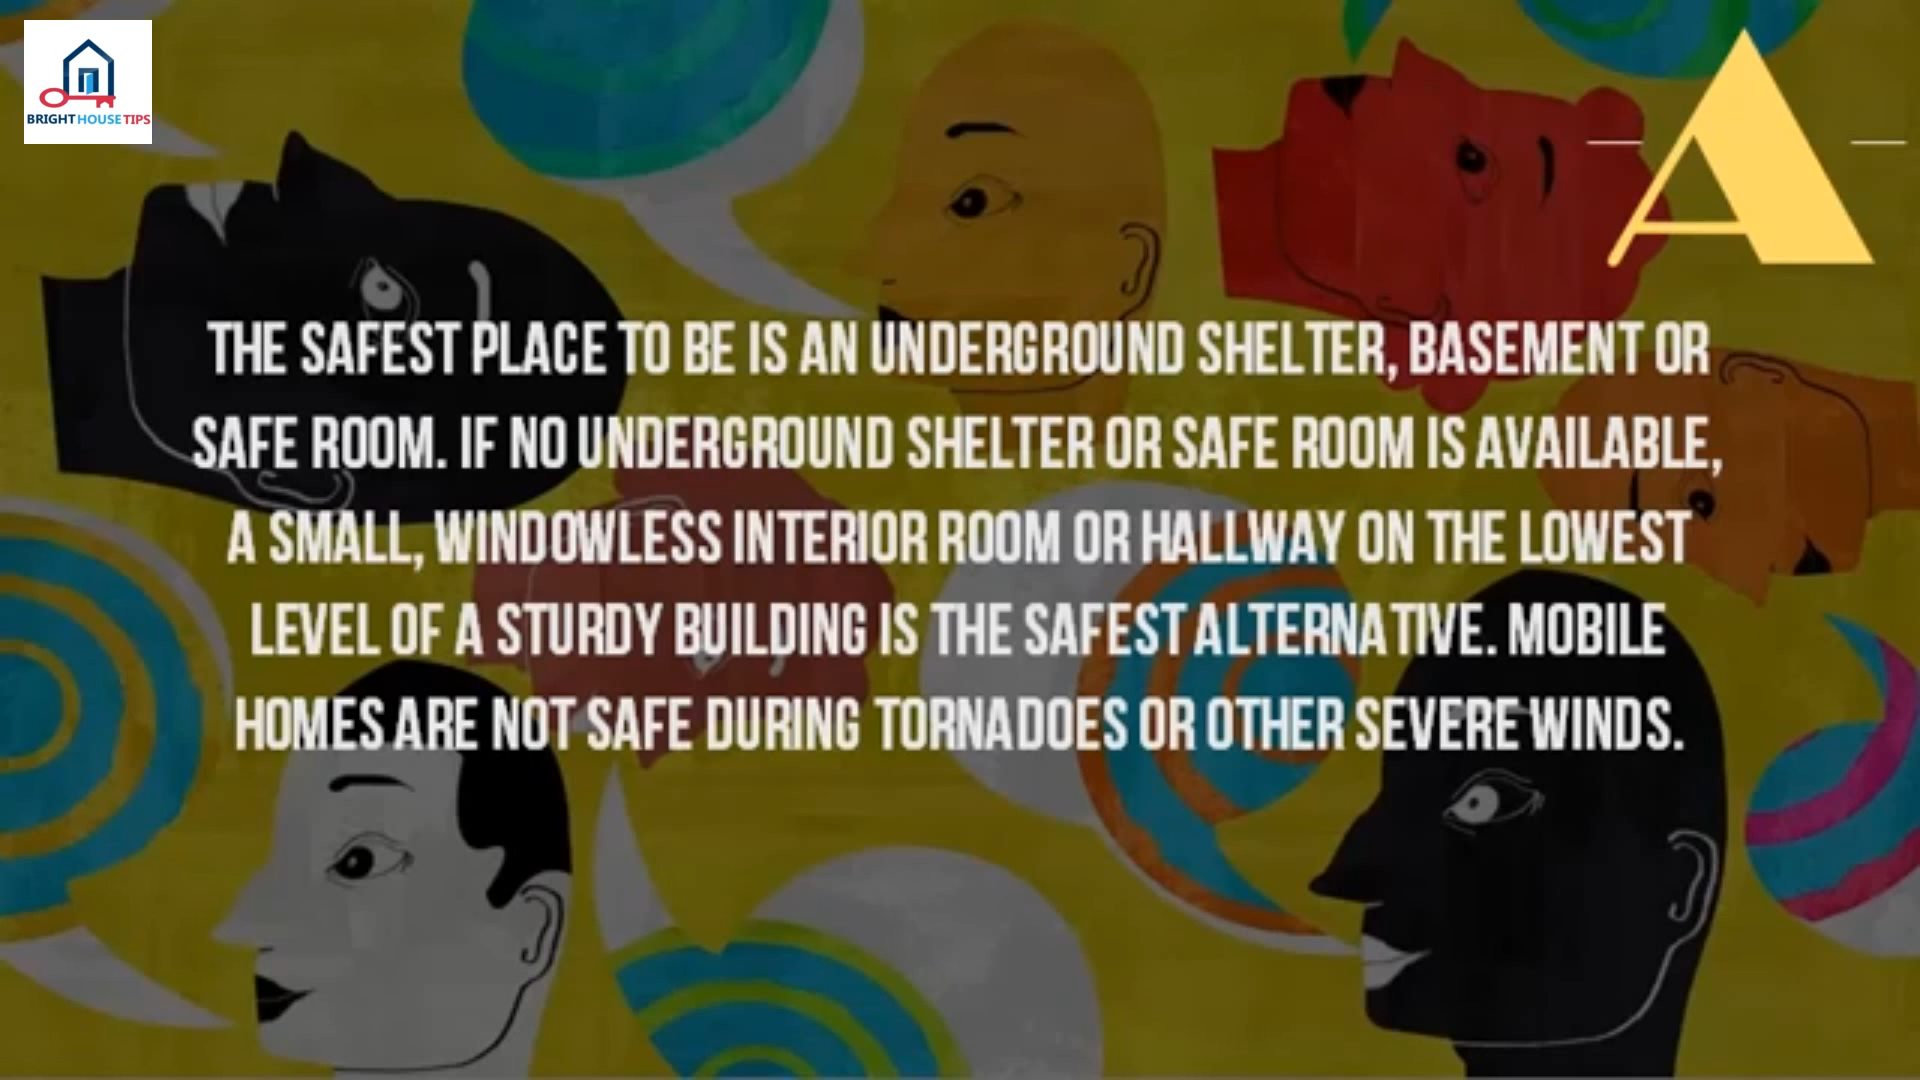 BRIGHT HOUSE TIPS
A
THE SAFEST PLACE TO BE IS AN UNDERGROUND SHELTER, BASEMENT OR
SAFE ROOM. IF NO UNDERGROUND SHELTER OR SAFE ROOM IS AVAILABLE,
A SMALL, WINDOWLESS INTERIOR ROOM OR HALLWAY ON THE LOWEST
LEVEL OF A STURDY BUILDING IS THE SAFEST ALTERNATIVE. MOBILE
HOMES ARE NOT SAFE DURING TORNADOES OR OTHER SEVERE WINDS.